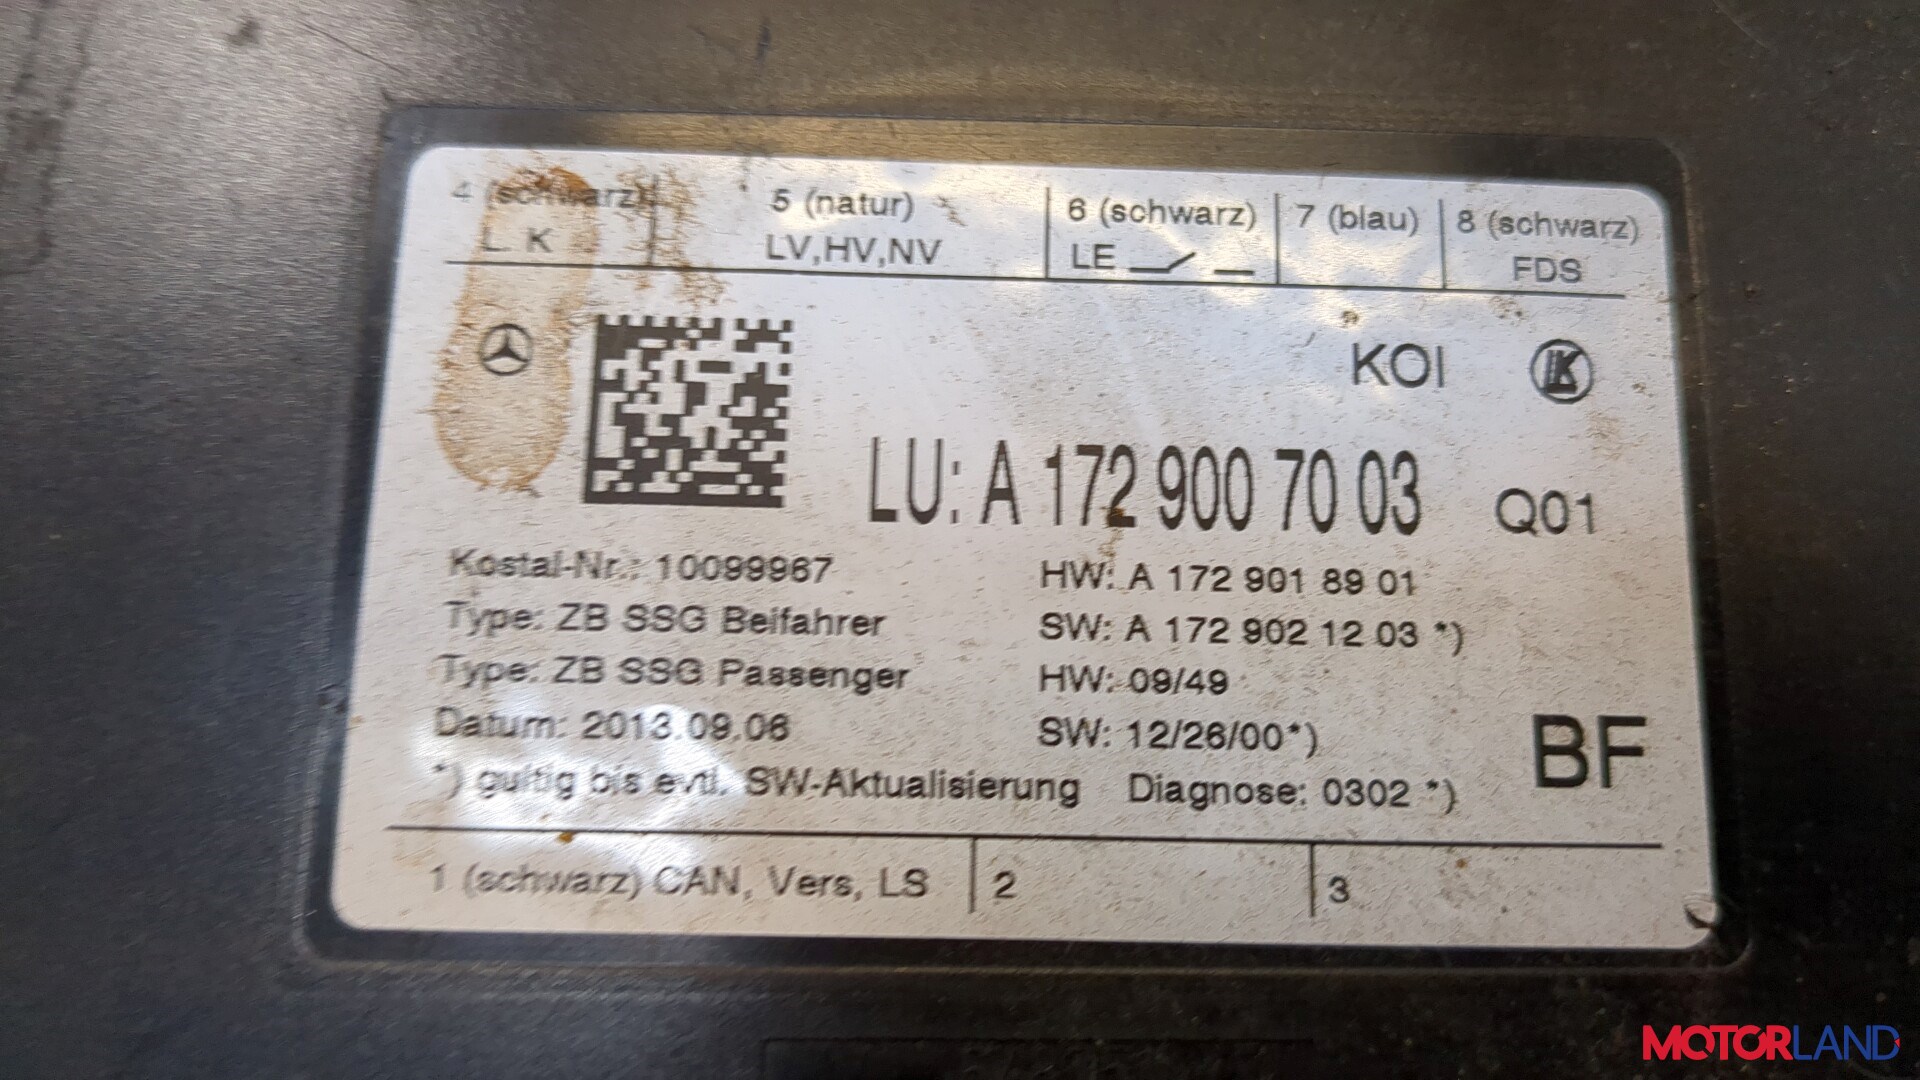 4 (schwarz) 5 (natur) 6 (schwarz) 7 (blau) 8 (schwarz)
L K LV,HV,NV LE FDS
KOI LK
LU: A 172 900 70 03 Q01
Kostal-Nr.: 10099967 HW: A 172 901 89 01
Type: ZB SSG Beifahrer SW: A 172 902 12 03 *)
Type: ZB SSG Passenger HW: 09/49
Datum: 2013.09.06 SW: 12/26/00*)
BF
*) gültig bis evtl. SW-Aktualisierung Diagnose: 0302 *)
1 (schwarz) CAN, Vers, LS 2 3
MOTORLAND